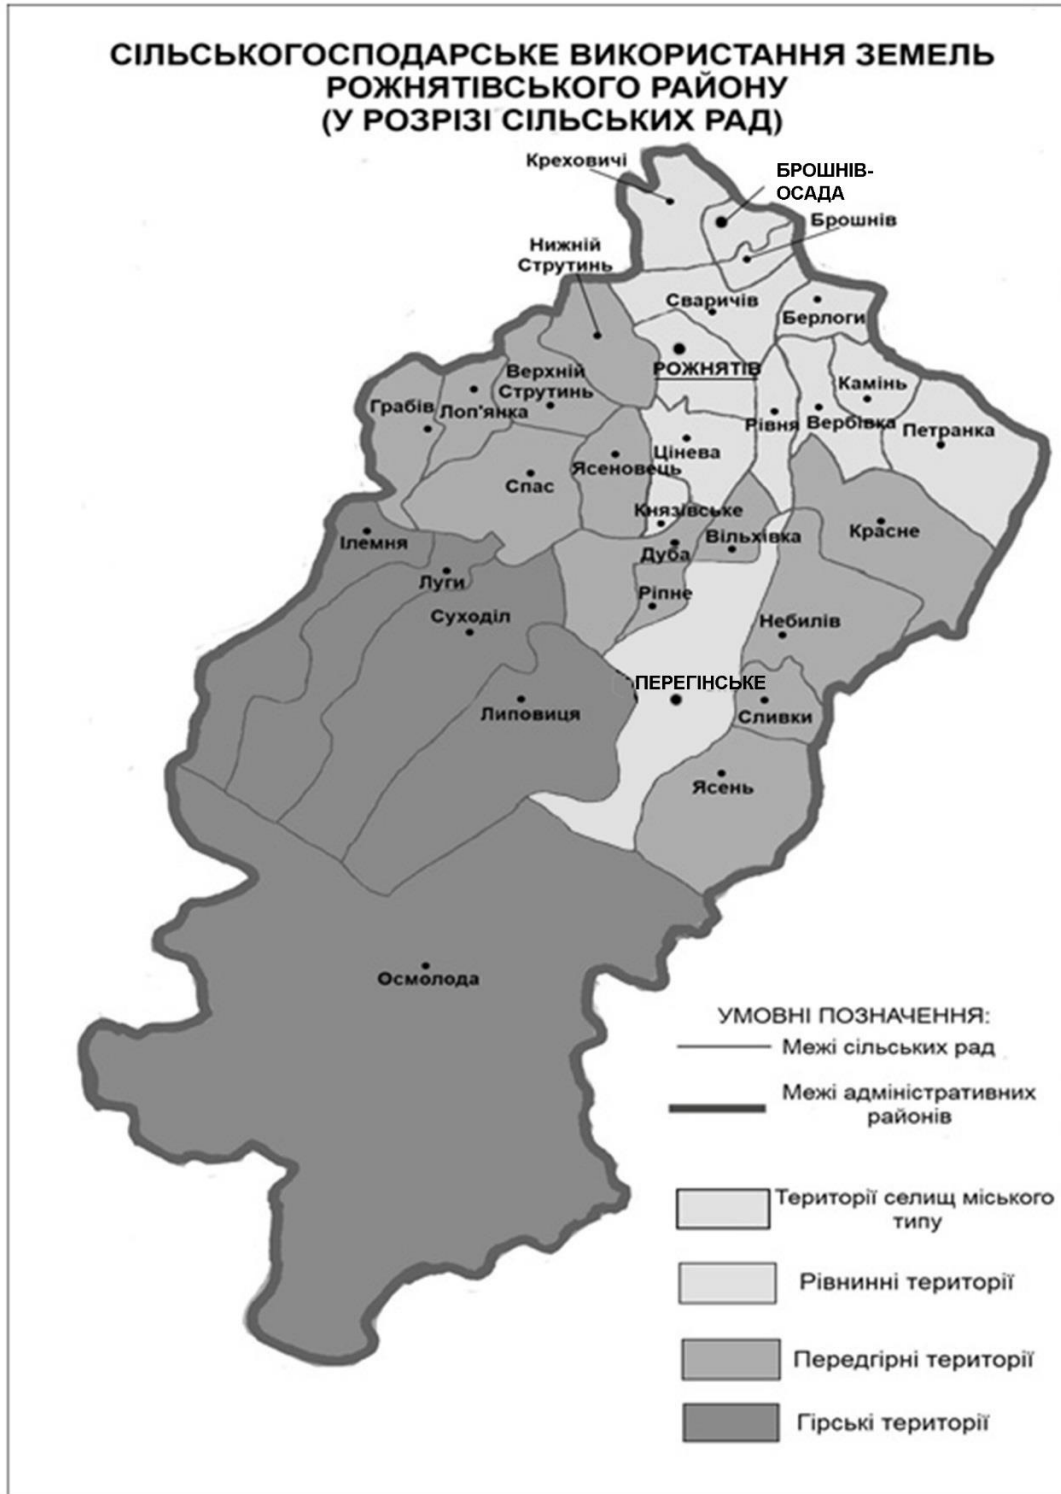 СІЛЬСЬКОГОСПОДАРСЬКЕ ВИКОРИСТАННЯ ЗЕМЕЛЬ
РОЖНЯТІВСЬКОГО РАЙОНУ
(У РОЗРІЗІ СІЛЬСЬКИХ РАД)
Креховичі
БРОШНІВ-
ОСАДА
Брошнів
Нижній
Струтинь
Сваричів
Берлоги
РОЖНЯТІВ
Верхній
Струтинь
Камінь
Грабів
Лоп'янка
Рівня
Вербівка
Петранка
Цінева
Ясеновець
Спас
Князівське
Красне
Вільхівка
Ілемня
Дуба
Луги
Ріпне
Суходіл
Небилів
ПЕРЕГІНСЬКЕ
Липовиця
Сливки
Ясень
Осмолода
УМОВНІ ПОЗНАЧЕННЯ:
Межі сільських рад
Межі адміністративних
районів
Території селищ міського
типу
Рівнинні території
Передгірні території
Гірські території